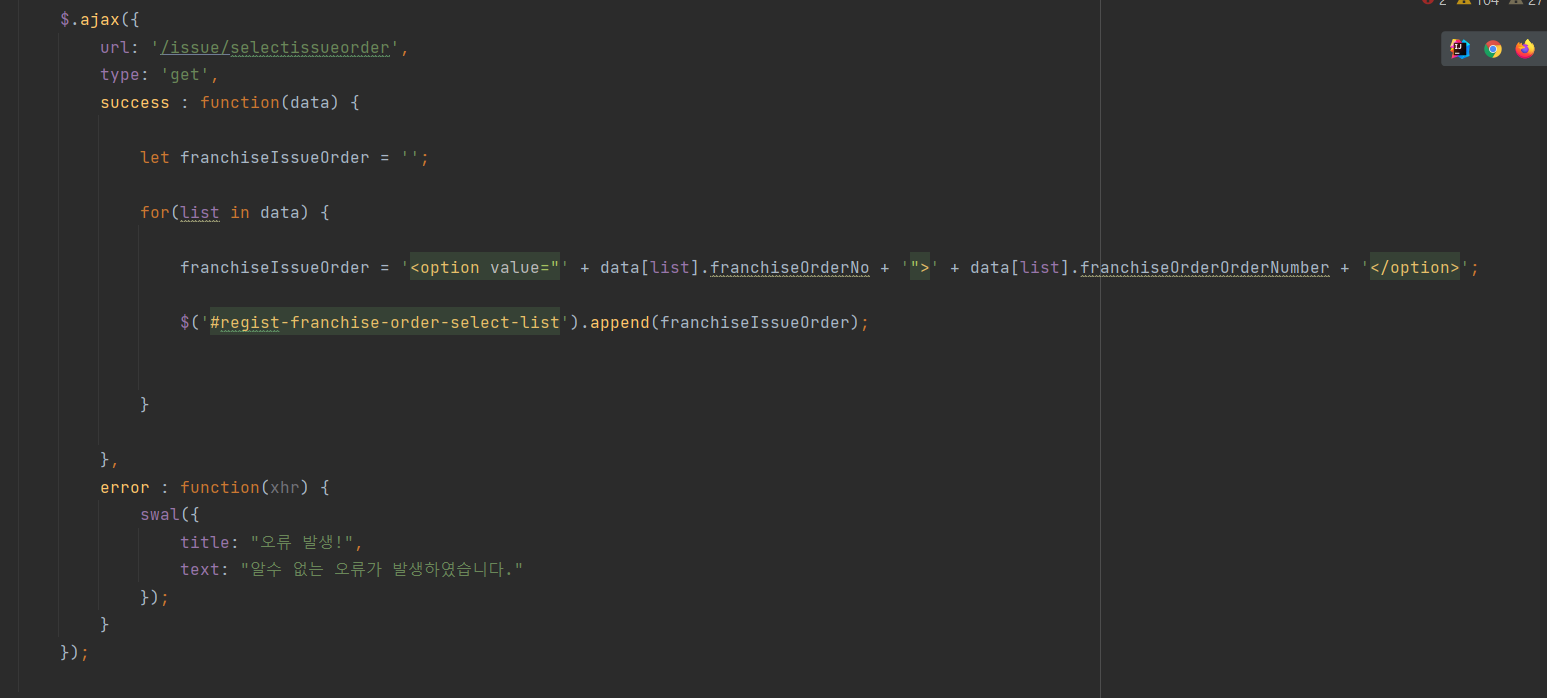 2 104 27
$.ajax({
url: '/issue/selectissueorder',
type: 'get',
success : function(data) {
let franchiseIssueOrder = '';
for(list in data) {
franchiseIssueOrder = '<option value="' + data[list].franchiseOrderNo + '">' + data[list].franchiseOrderOrderNumber + '</option>';
$('#regist-franchise-order-select-list').append(franchiseIssueOrder);
}
},
error : function(xhr) {
swal({
title: "오류 발생!",
text: "알수 없는 오류가 발생하였습니다."
});
}
});